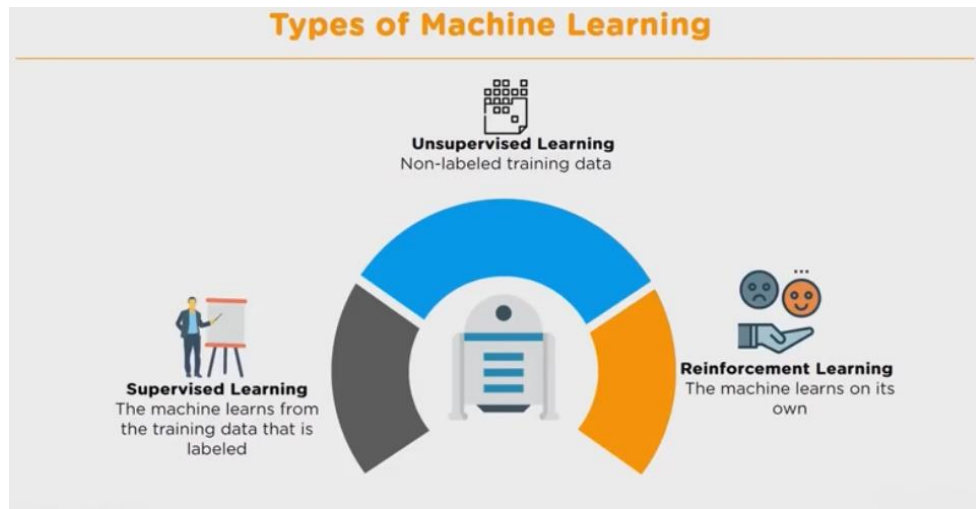 Types of Machine Learning
Unsupervised Learning
Non-labeled training data
Supervised Learning
The machine learns from
the training data that is
labeled
Reinforcement Learning
The machine learns on its
own